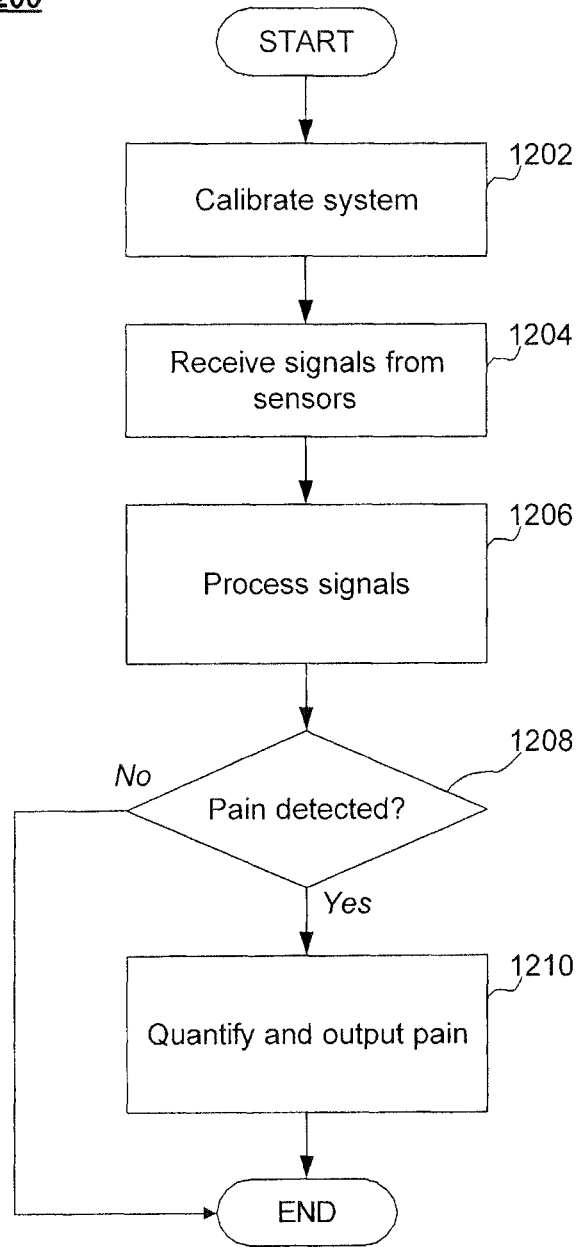 START
1202
Calibrate system
1204
Receive signals from
sensors
1206
Process signals
1208
No
Pain detected?
Yes
1210
Quantify and output pain
END